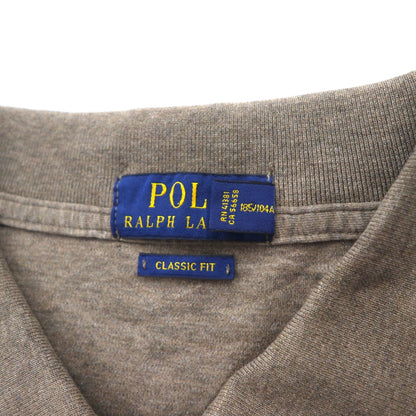 POL
RALPH LA
RN 41381
CA 56658
185/104A
CLASSIC FIT